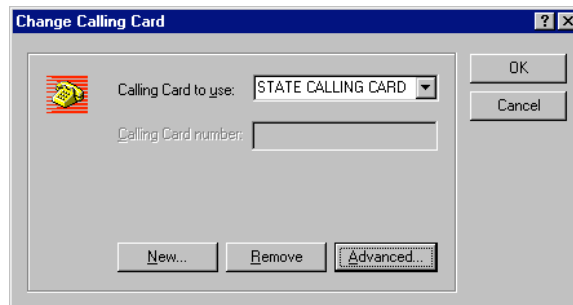 Change Calling Card
? X
OK
Calling Card to use: STATE CALLING CARD
Cancel
Calling Card number:
New... Remove Advanced...